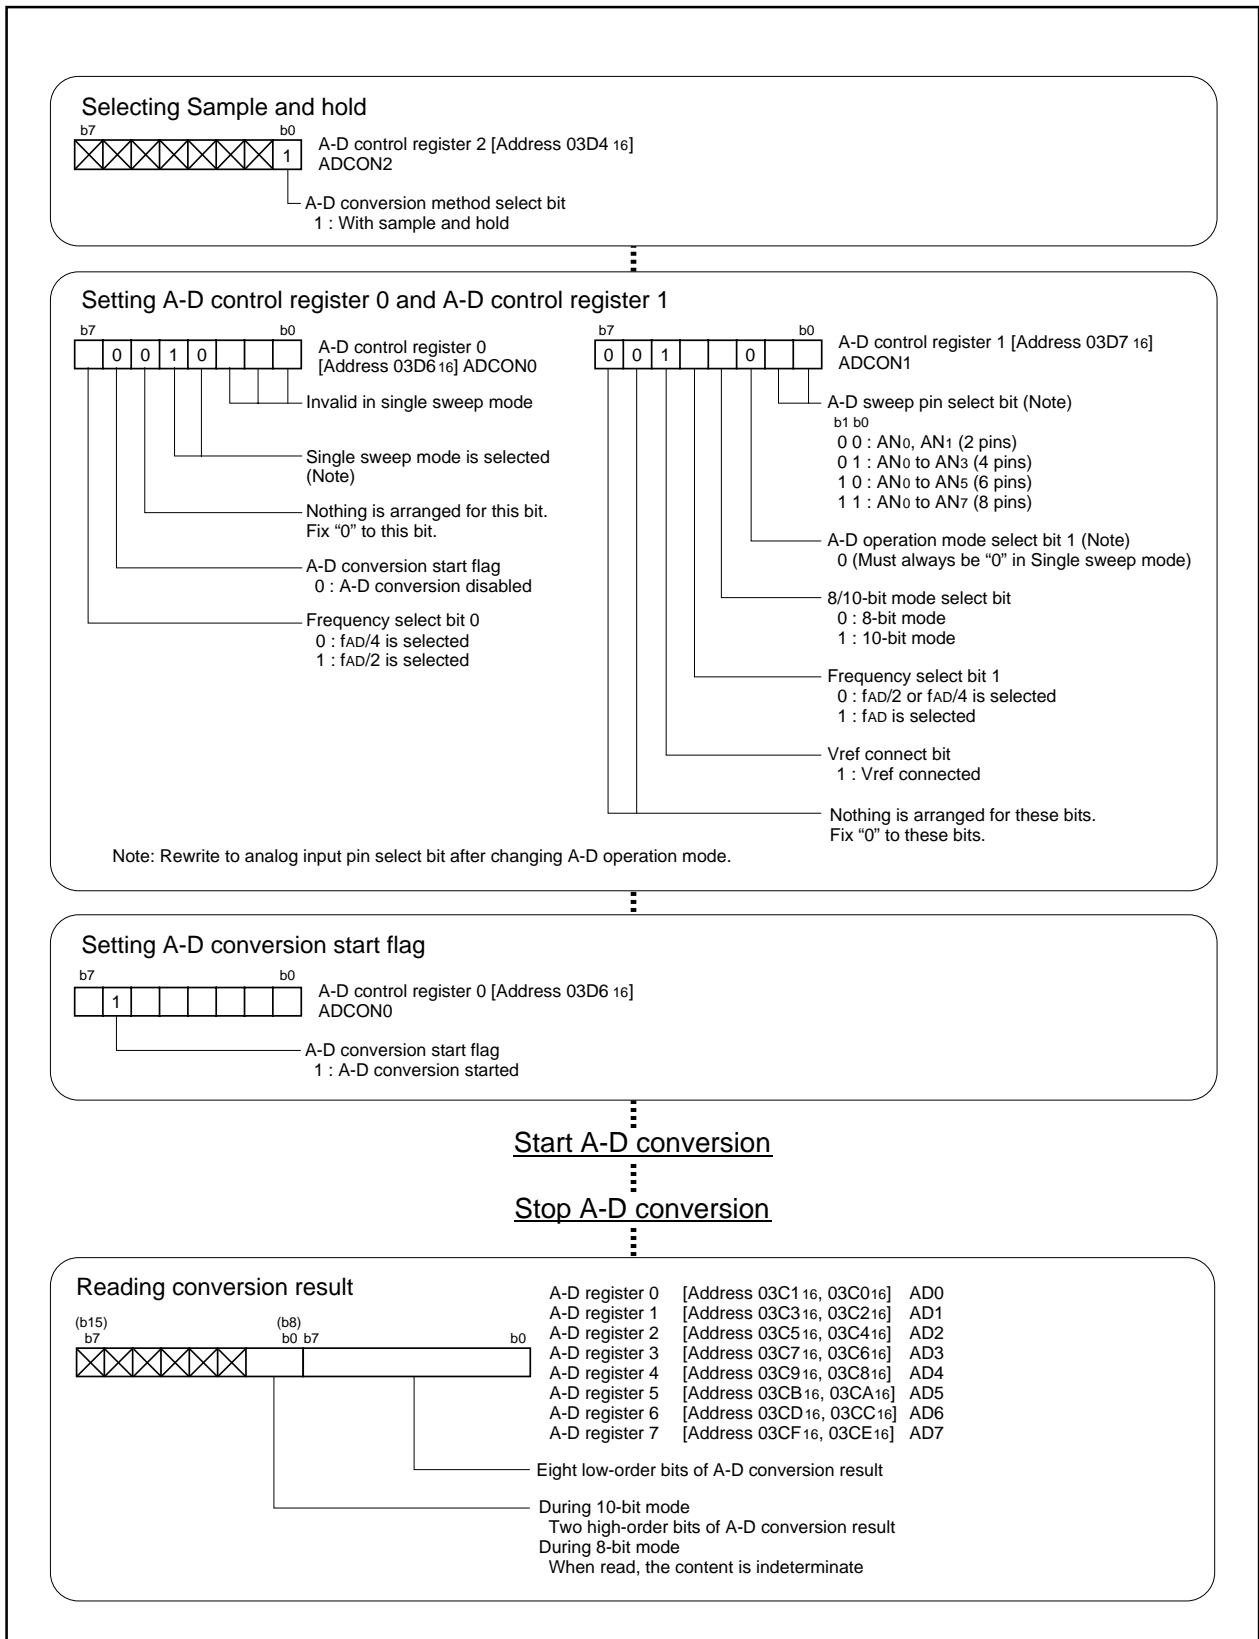 Selecting Sample and hold
b7 b0
1
A-D control register 2 [Address 03D4 16]
ADCON2
A-D conversion method select bit
1 : With sample and hold
Setting A-D control register 0 and A-D control register 1
b7 b0
0 0 1 0
A-D control register 0
[Address 03D6 16] ADCON0
Invalid in single sweep mode
Single sweep mode is selected
(Note)
Nothing is arranged for this bit.
Fix “0” to this bit.
A-D conversion start flag
0 : A-D conversion disabled
Frequency select bit 0
0 : fAD/4 is selected
1 : fAD/2 is selected
b7 b0
0 0 1 0
A-D control register 1 [Address 03D7 16]
ADCON1
A-D sweep pin select bit (Note)
b1 b0
0 0 : AN0, AN1 (2 pins)
0 1 : AN0 to AN3 (4 pins)
1 0 : AN0 to AN5 (6 pins)
1 1 : AN0 to AN7 (8 pins)
A-D operation mode select bit 1 (Note)
0 (Must always be “0” in Single sweep mode)
8/10-bit mode select bit
0 : 8-bit mode
1 : 10-bit mode
Frequency select bit 1
0 : fAD/2 or fAD/4 is selected
1 : fAD is selected
Vref connect bit
1 : Vref connected
Nothing is arranged for these bits.
Fix “0” to these bits.
Note: Rewrite to analog input pin select bit after changing A-D operation mode.
Setting A-D conversion start flag
b7 b0
1
A-D control register 0 [Address 03D6 16]
ADCON0
A-D conversion start flag
1 : A-D conversion started
Start A-D conversion
Stop A-D conversion
Reading conversion result
(b15) (b8)
b7 b0 b7 b0
A-D register 0 [Address 03C1 16, 03C0 16] AD0
A-D register 1 [Address 03C3 16, 03C2 16] AD1
A-D register 2 [Address 03C5 16, 03C4 16] AD2
A-D register 3 [Address 03C7 16, 03C6 16] AD3
A-D register 4 [Address 03C9 16, 03C8 16] AD4
A-D register 5 [Address 03CB 16, 03CA 16] AD5
A-D register 6 [Address 03CD 16, 03CC 16] AD6
A-D register 7 [Address 03CF 16, 03CE 16] AD7
Eight low-order bits of A-D conversion result
During 10-bit mode
Two high-order bits of A-D conversion result
During 8-bit mode
When read, the content is indeterminate